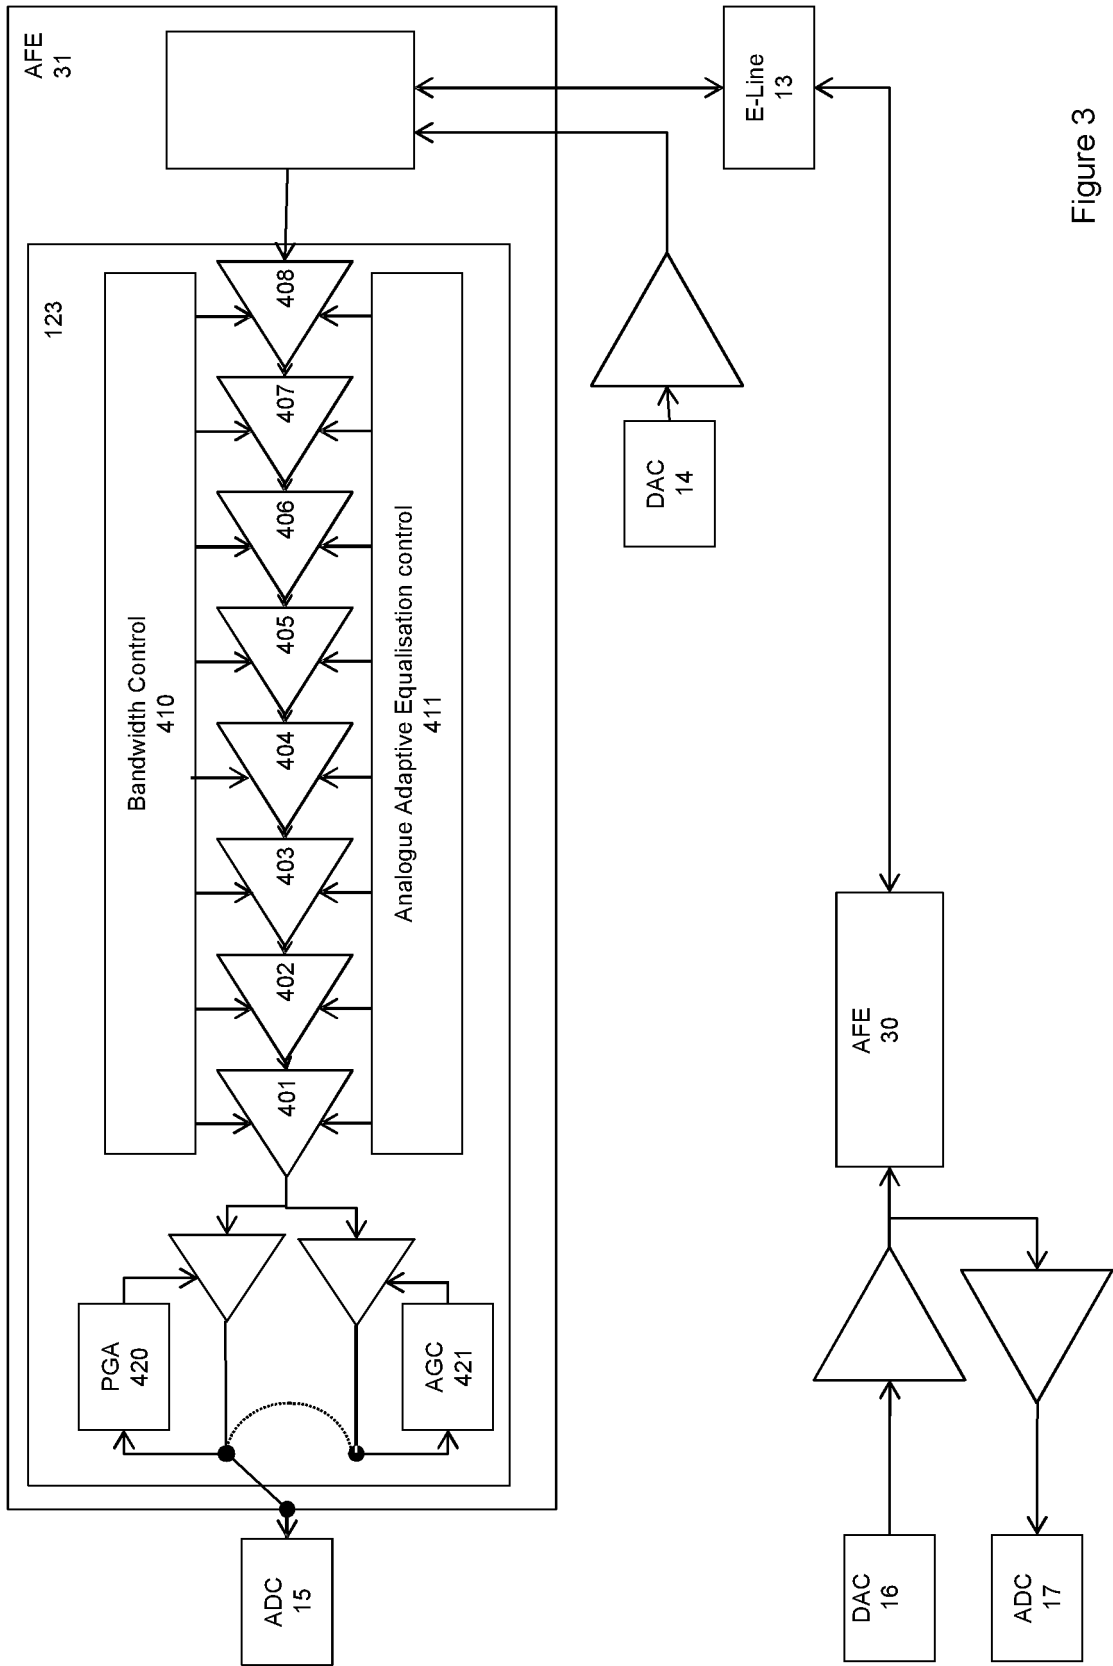 AFE
31
123
Bandwidth Control
410
401
402
403
404
405
406
407
408
Analogue Adaptive Equalisation control
411
PGA
420
AGC
421
ADC
15
DAC
14
E-Line
13
AFE
30
DAC
16
ADC
17
Figure 3